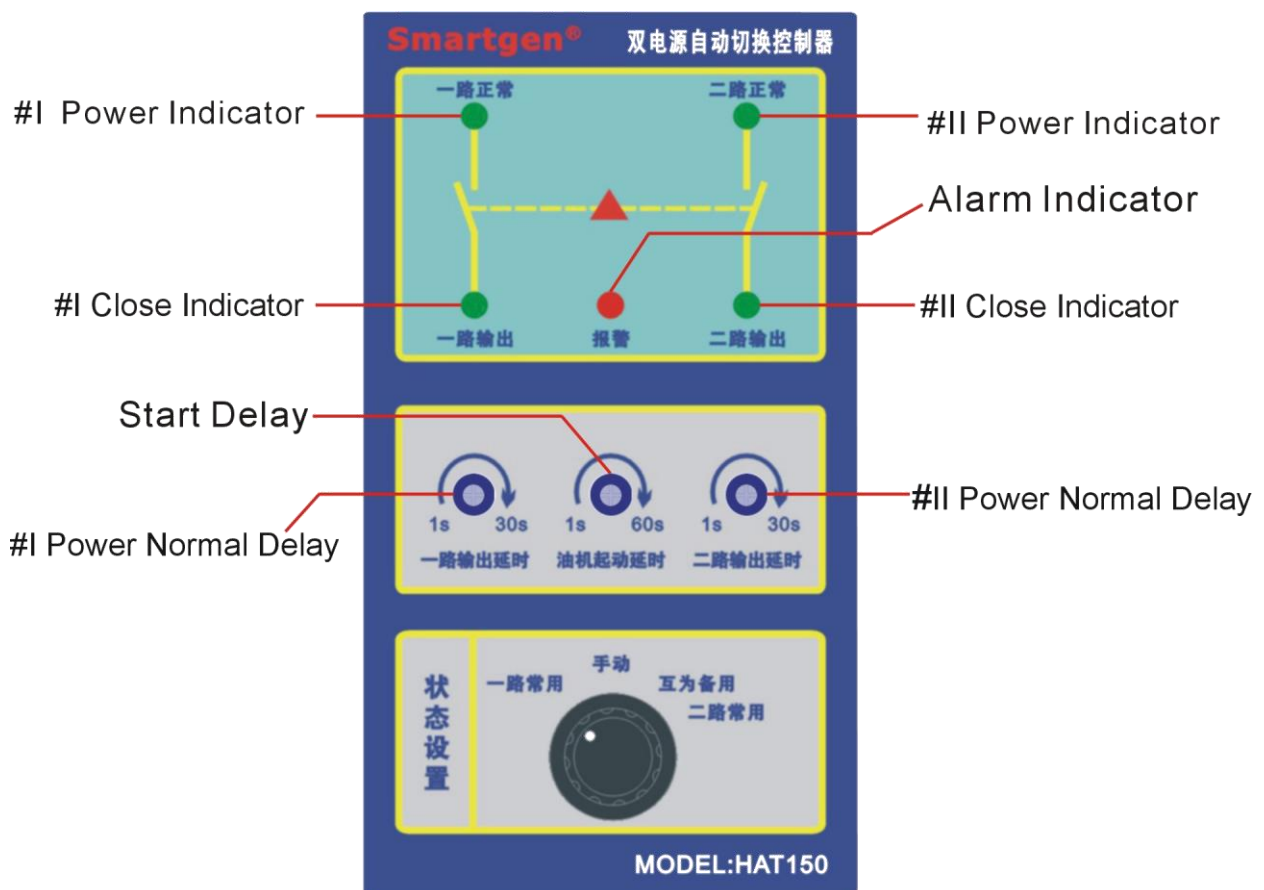 Smartgen® 双电源自动切换控制器
一路正常 二路正常
#I Power Indicator
#II Power Indicator
Alarm Indicator
#I Close Indicator
#II Close Indicator
一路输出 报警 二路输出
Start Delay
#I Power Normal Delay
#II Power Normal Delay
1s 30s 1s 60s 1s 30s
一路输出延时 油机起动延时 二路输出延时
状态设置
一路常用 手动 互为备用
二路常用
MODEL:HAT150